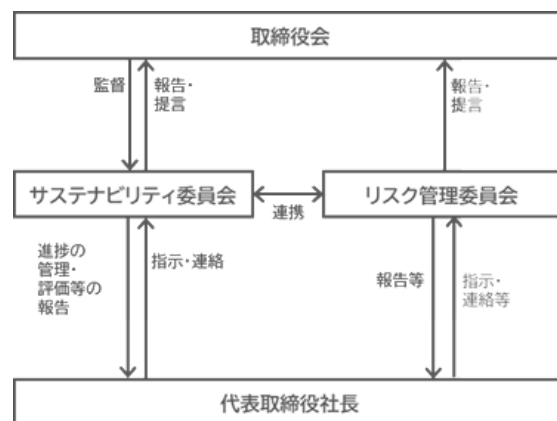 取締役会
監督
報告・
提言
報告・
提言
サステナビリティ委員会
連携
リスク管理委員会
進捗の
管理・
評価等の
報告
指示・連絡
報告等
指示・
連絡等
代表取締役社長